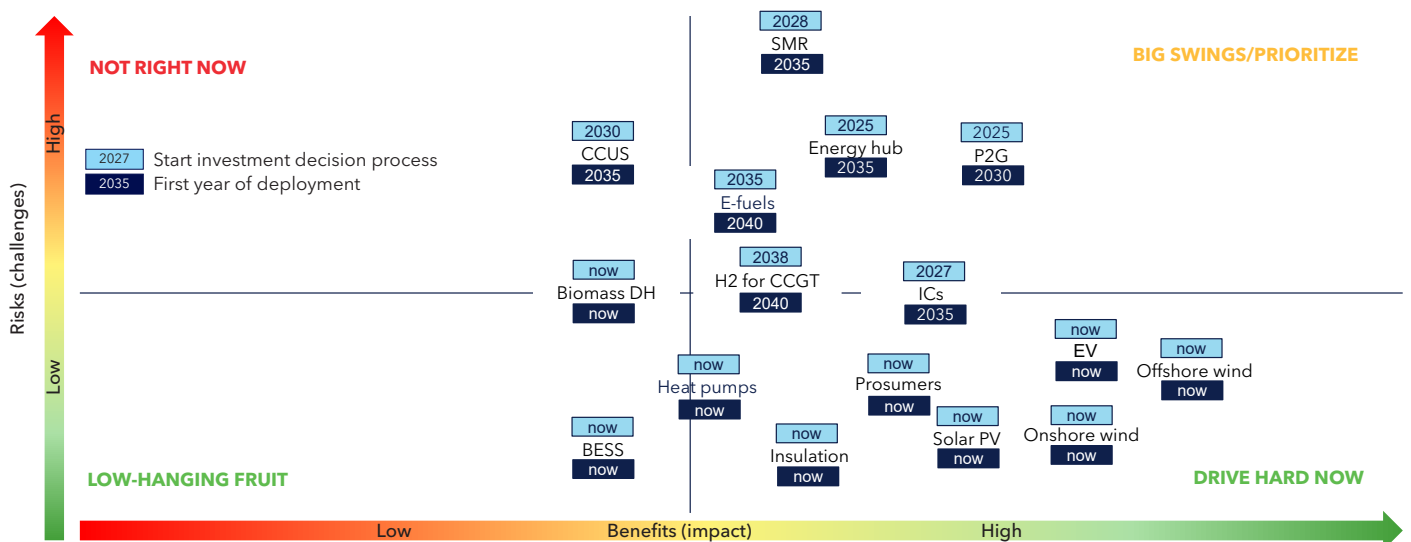 2028
SMR
2035
NOT RIGHT NOW
BIG SWINGS/PRIORITIZE
High
2027 Start investment decision process
2035 First year of deployment
2030
CCUS
2035
2025
Energy hub
2035
2025
P2G
2030
2035
E-fuels
2040
Risks (challenges)
now
Biomass DH
now
2038
H2 for CCGT
2040
2027
ICs
2035
Low
now
EV
now
now
Offshore wind
now
now
Heat pumps
now
now
Prosumers
now
now
BESS
now
now
Insulation
now
now
Solar PV
now
now
Onshore wind
now
LOW-HANGING FRUIT
DRIVE HARD NOW
Low
Benefits (impact)
High